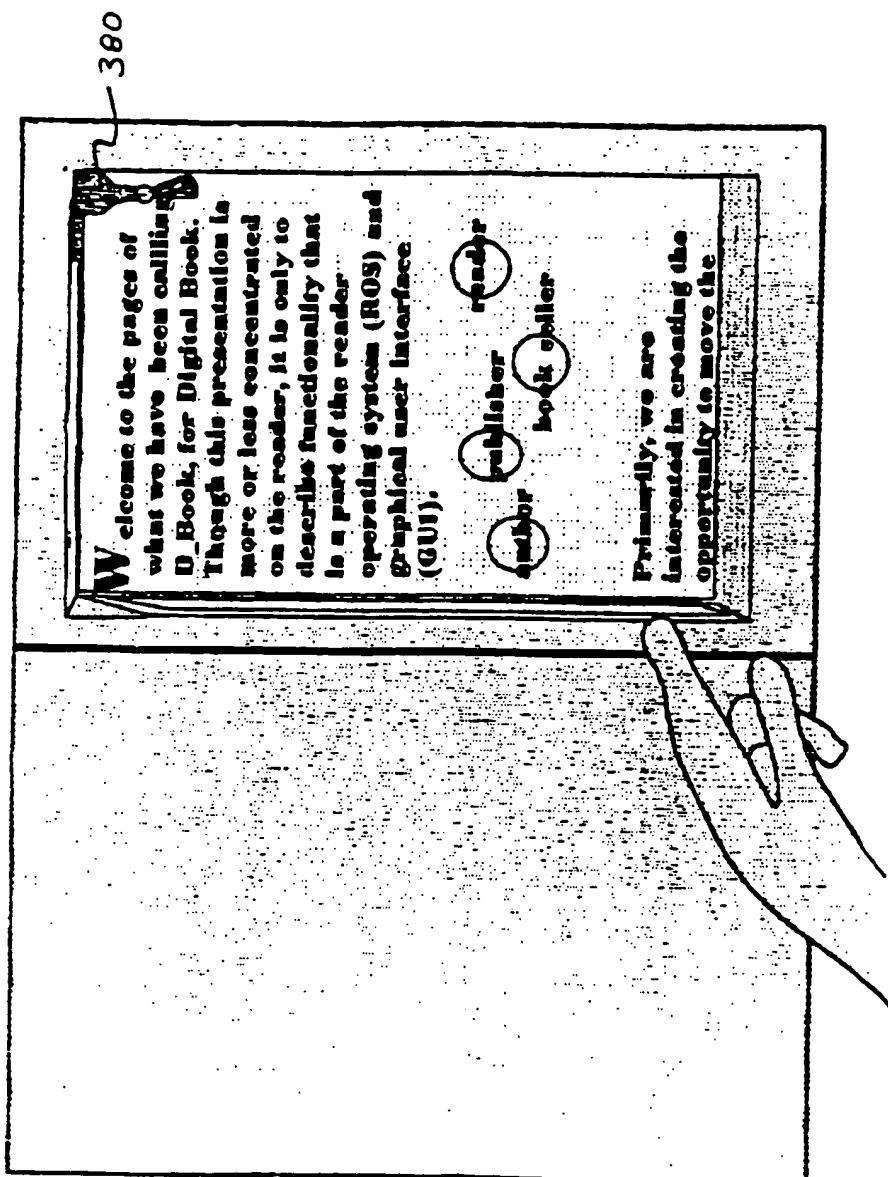 380
Welcome to the pages of
what we have been callling
D_Book, for Digital Book.
Though this presentation is
more or less concentrated
on the reader, it is only to
describe functionality that
is a part of the reader
operating system (ROS) and
graphical user interface
(GUI).
author publisher book seller reader
Primarily, we are
interested in creating the
opportunity to move the